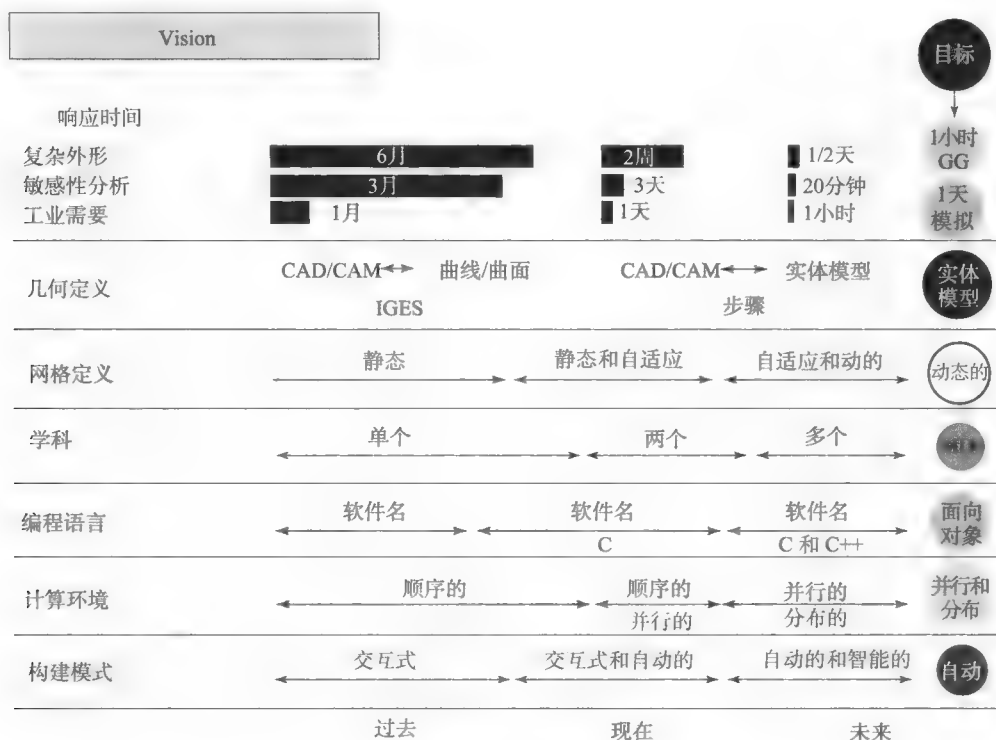 Vision
目标
响应时间
1小时
GG
复杂外形 6月 2周 1/2天
敏感性分析 3月 3天 20分钟
1天
模拟
工业需要 1月 1天 1小时
几何定义 CAD/CAM 曲线/曲面 CAD/CAM 实体模型
IGES 步骤
实体
模型
网格定义 静态 静态和自适应 自适应和动的 动态的
学科 单个 两个 多个
编程语言 软件名 软件名 软件名
C C 和 C++
面向
对象
计算环境 顺序的 顺序的 并行的
并行的 分布的
并行和
分布
构建模式 交互式 交互式和自动的 自动的和智能的 自动
过去 现在 未来